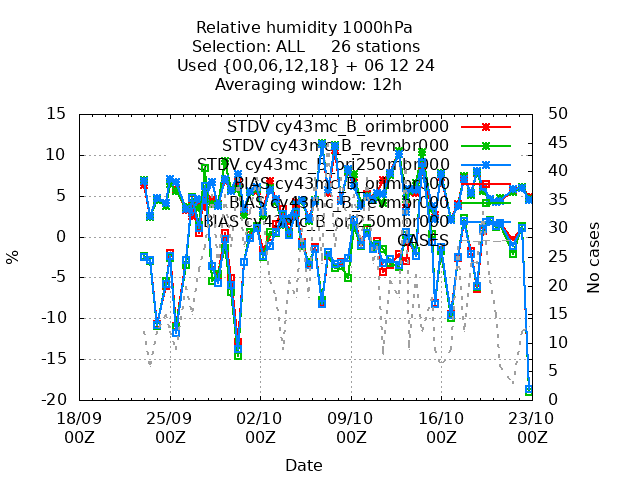 Relative humidity 1000hPa
Selection: ALL 26 stations
Used {00,06,12,18} + 06 12 24
Averaging window: 12h
STDV cy43mc_B_orimbr000
STDV cy43mc_B_revmbr000
STDV cy43mc_B_ori250mbr000
BIAS cy43mc_B_orimbr000
BIAS cy43mc_B_revmbr000
BIAS cy43mc_B_ori250mbr000
CASES
15
10
5
0
-5
-10
-15
-20
%
50
45
40
35
30
25
20
15
10
5
0
No cases
18/09 25/09 02/10 09/10 16/10 23/10
00Z 00Z 00Z 00Z 00Z 00Z
Date